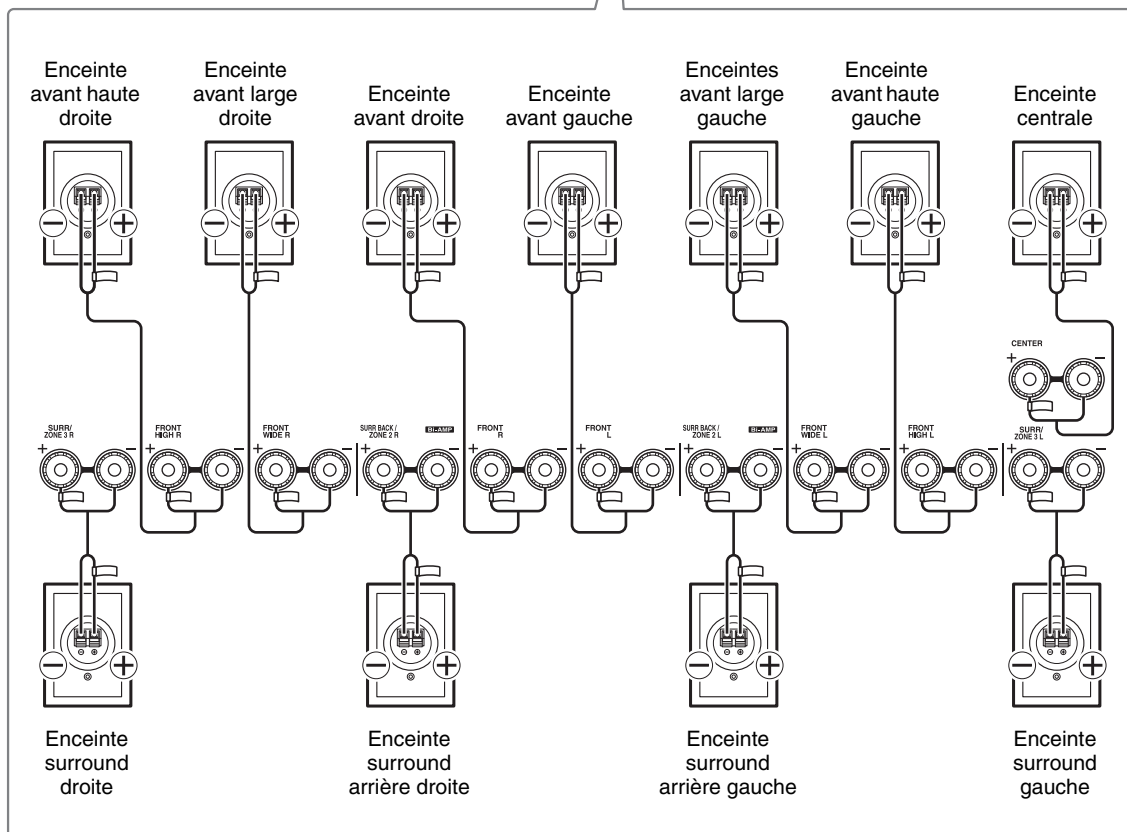 Enceinte
avant haute
droite
Enceinte
avant large
droite
Enceinte
avant droite
Enceinte
avant gauche
Enceintes
avant large
gauche
Enceinte
avant haute
gauche
Enceinte
centrale
CENTER
+ −
SURR/
ZONE 3 R
+ −
FRONT
HIGH R
+ −
FRONT
WIDE R
+ −
SURR BACK /
ZONE 2 R
BI-AMP
+ −
FRONT
R
+ −
FRONT
L
+ −
SURR BACK /
ZONE 2 L
BI-AMP
+ −
FRONT
WIDE L
+ −
FRONT
HIGH L
+ −
SURR/
ZONE 3 L
+ −
Enceinte
surround
droite
Enceinte
surround
arrière droite
Enceinte
surround
arrière gauche
Enceinte
surround
gauche